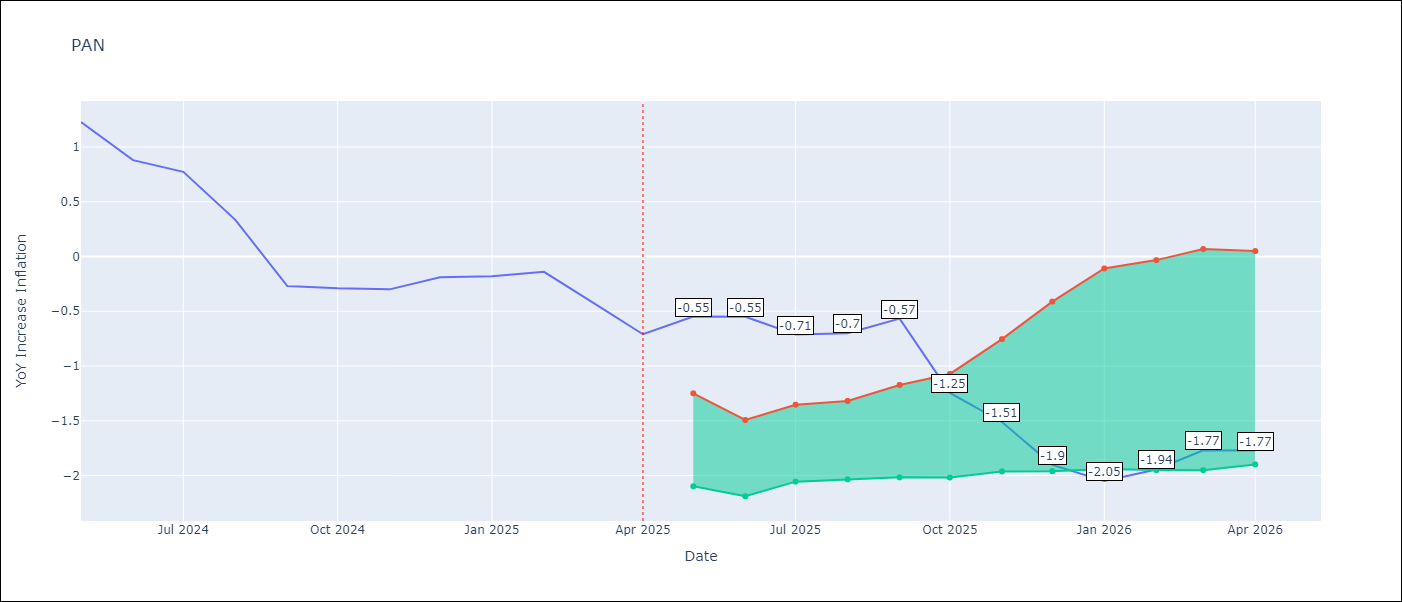 PAN
YoY Increase Inflation
1
0.5
0
−0.5
−1
−1.5
−2
-0.55
-0.55
-0.71
-0.7
-0.57
-1.25
-1.51
-1.9
-2.05
-1.94
-1.77
-1.77
Jul 2024
Oct 2024
Jan 2025
Apr 2025
Jul 2025
Oct 2025
Jan 2026
Apr 2026
Date